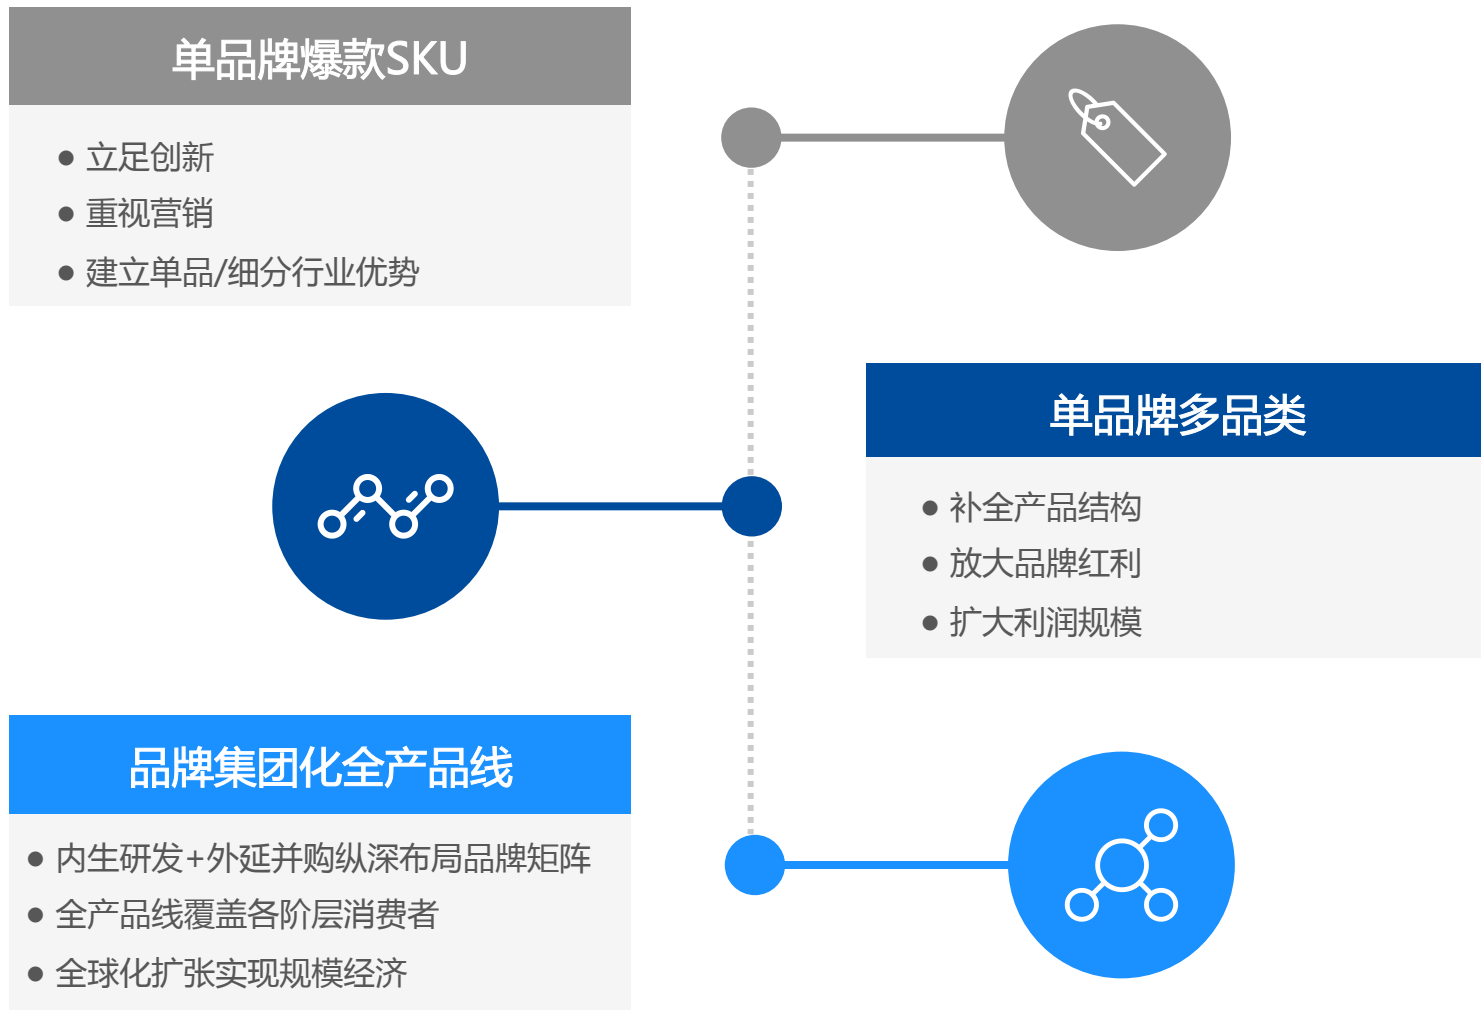 单品牌爆款SKU
● 立足创新
● 重视营销
● 建立单品/细分行业优势
单品牌多品类
● 补全产品结构
● 放大品牌红利
● 扩大利润规模
品牌集团化全产品线
● 内生研发+外延并购纵深布局品牌矩阵
● 全产品线覆盖各阶层消费者
● 全球化扩张实现规模经济